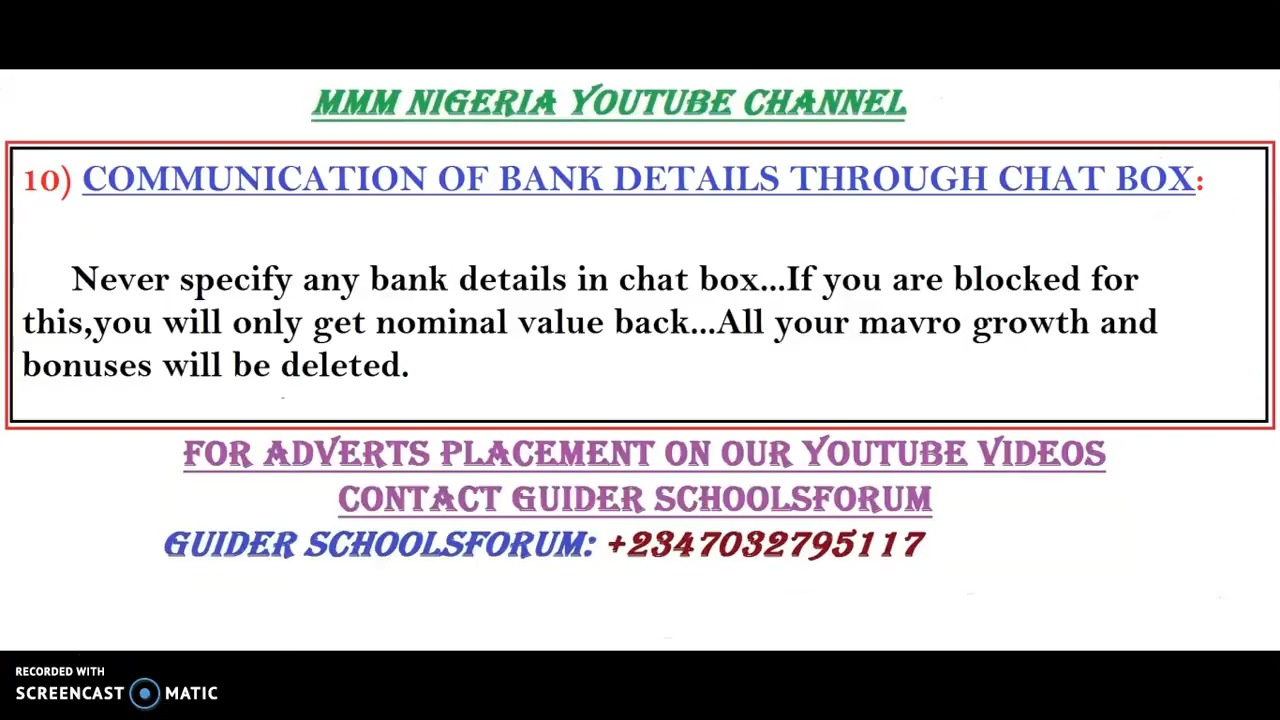 MMM NIGERIA YOUTUBE CHANNEL
10) COMMUNICATION OF BANK DETAILS THROUGH CHAT BOX:
Never specify any bank details in chat box...If you are blocked for
this,you will only get nominal value back...All your mavro growth and
bonuses will be deleted.
FOR ADVERTS PLACEMENT ON OUR YOUTUBE VIDEOS
CONTACT GUIDER SCHOOLSFORUM
GUIDER SCHOOLSFORUM: +2347032795117
RECORDED WITH
SCREENCAST MATIC